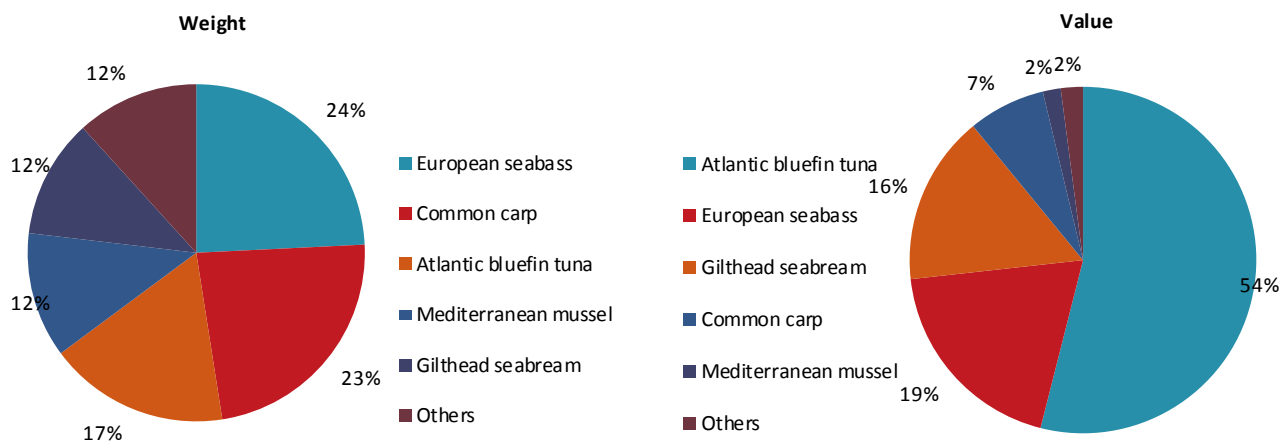 Weight
12%
24%
12%
12%
17%
23%
European seabass
Common carp
Atlantic bluefin tuna
Mediterranean mussel
Gilthead seabream
Others
Value
2%
2%
7%
16%
19%
54%
Atlantic bluefin tuna
European seabass
Gilthead seabream
Common carp
Mediterranean mussel
Others